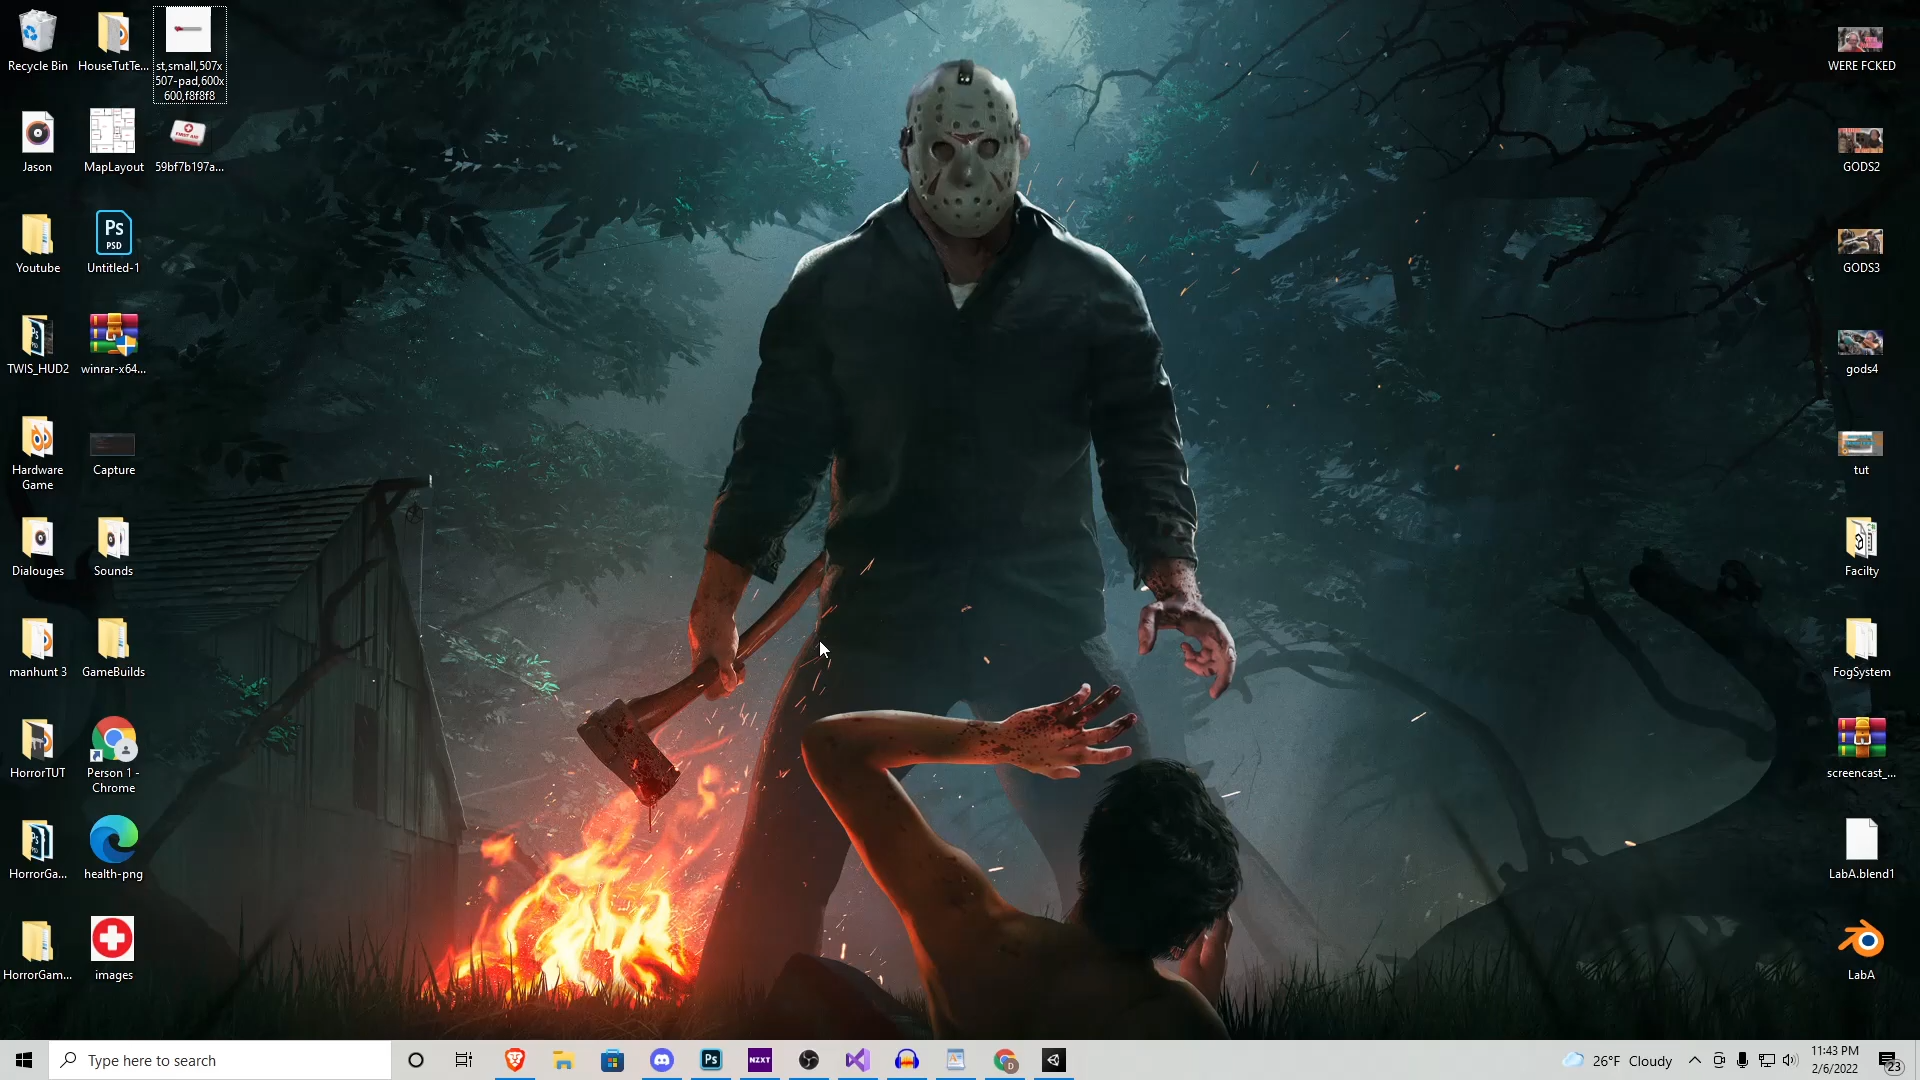 Recycle Bin
HouseTutTe...
st,small,507x
507-pad,600x
600,f8f8f8
Jason
MapLayout
FIRST AID
59bf7b197a...
Youtube
Ps
PSD
Untitled-1
TWIS_HUD2
winrar-x64...
Hardware
Game
Capture
Dialouges
Sounds
manhunt 3
GameBuilds
HorrorTUT
Person 1 -
Chrome
HorrorGa...
health-png
HorrorGam...
images
WERE FCKED
GODS2
GODS3
gods4
tut
Facilty
FogSystem
screencast_...
LabA.blend1
LabA
Type here to search
Ps
NZXT
D
26°F Cloudy
11:43 PM
2/6/2022
23